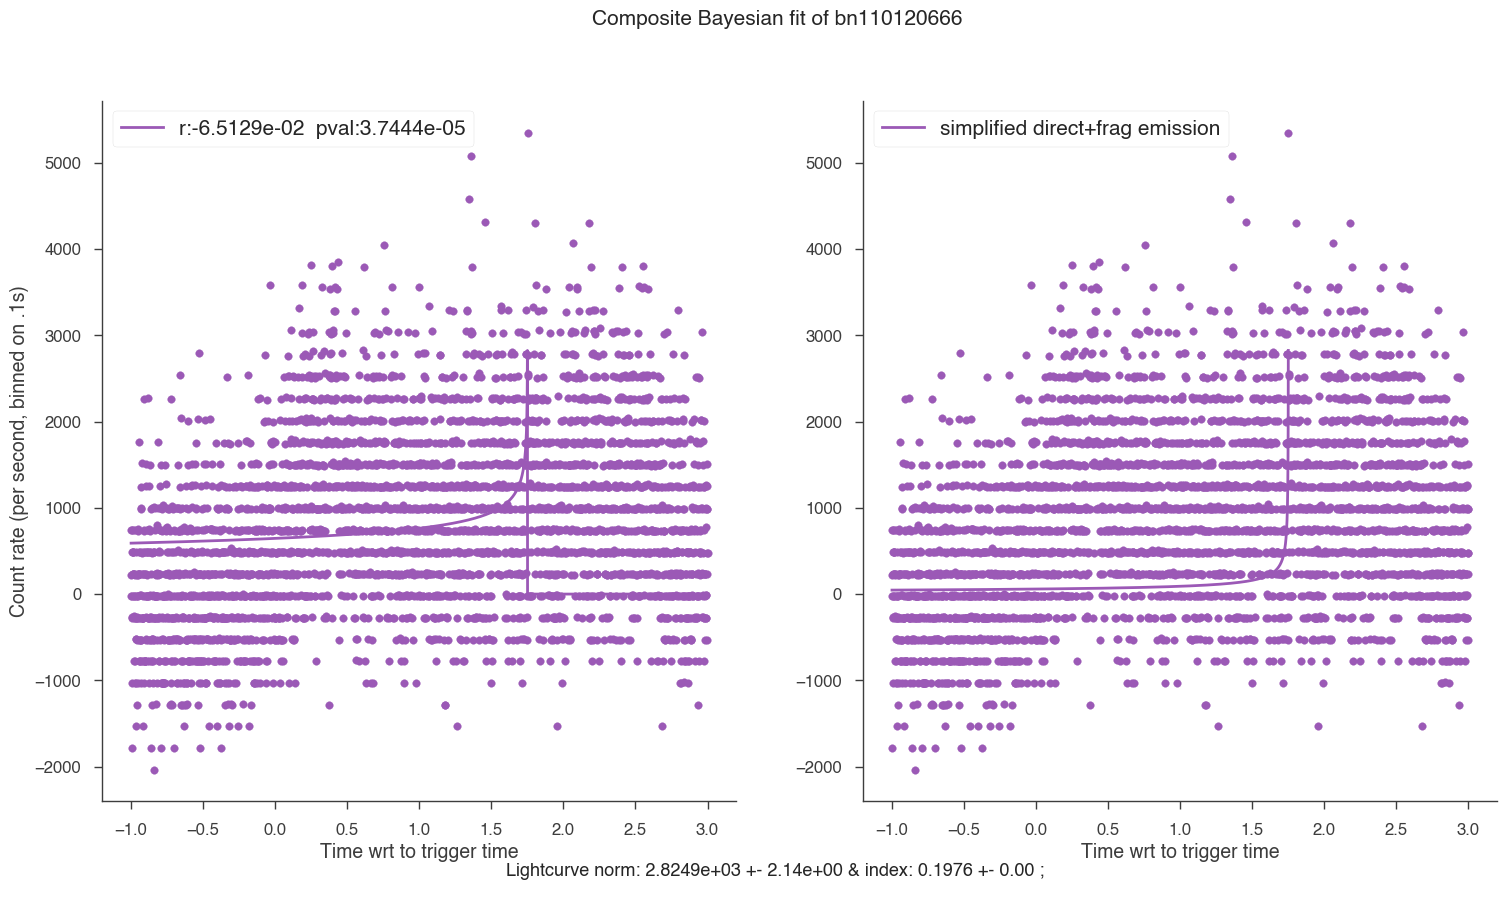 Composite Bayesian fit of bn110120666
r:-6.5129e-02  pval:3.7444e-05
simplified direct+frag emission
Count rate (per second, binned on .1s)
5000
4000
3000
2000
1000
0
−1000
−2000
−1.0 −0.5 0.0 0.5 1.0 1.5 2.0 2.5 3.0
Time wrt to trigger time
5000
4000
3000
2000
1000
0
−1000
−2000
−1.0 −0.5 0.0 0.5 1.0 1.5 2.0 2.5 3.0
Time wrt to trigger time
Lightcurve norm: 2.8249e+03 +- 2.14e+00 & index: 0.1976 +- 0.00 ;